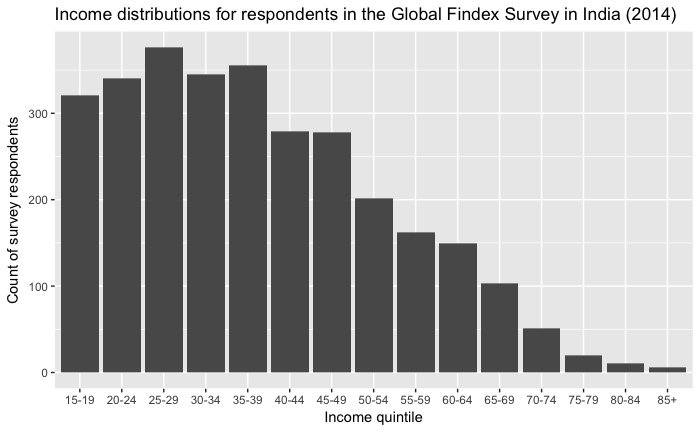 Income distributions for respondents in the Global Findex Survey in India (2014)
Count of survey respondents
300
200
100
0
15-19 20-24 25-29 30-34 35-39 40-44 45-49 50-54 55-59 60-64 65-69 70-74 75-79 80-84 85+
Income quintile